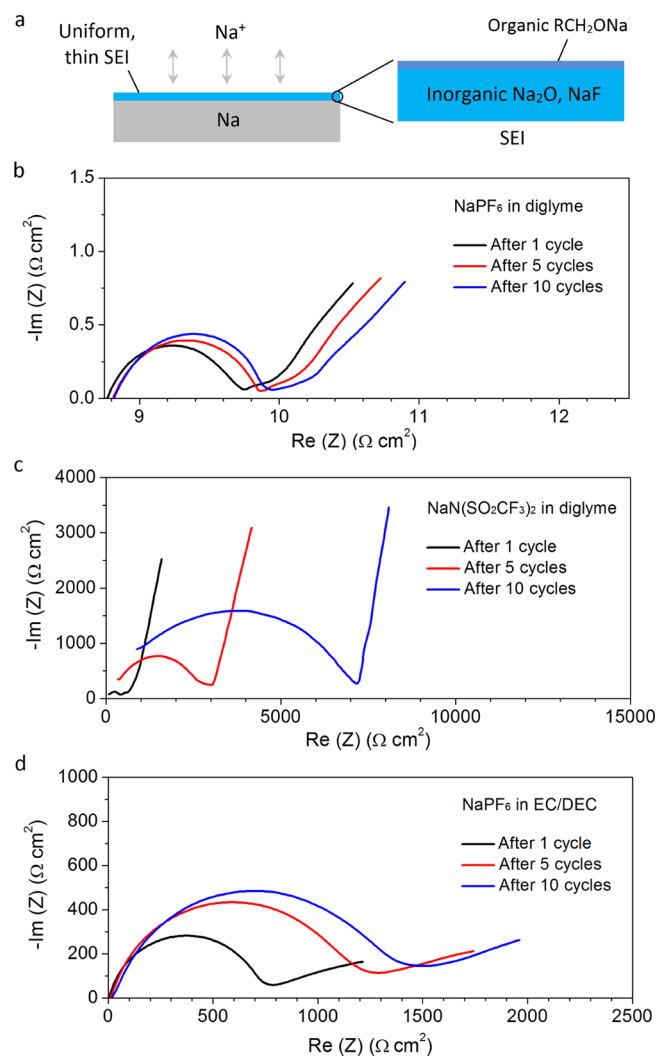 a
Uniform,
thin SEI
Na⁺
Organic RCH₂ONa
Na
Inorganic Na₂O, NaF
SEI
b
1.5
1.0
0.5
0.0
-Im (Z) (Ω cm²)
NaPF₆ in diglyme
After 1 cycle
After 5 cycles
After 10 cycles
9 10 11 12
Re (Z) (Ω cm²)
c
4000
3000
2000
1000
0
-Im (Z) (Ω cm²)
NaN(SO₂CF₃)₂ in diglyme
After 1 cycle
After 5 cycles
After 10 cycles
0 5000 10000 15000
Re (Z) (Ω cm²)
d
1000
800
600
400
200
0
-Im (Z) (Ω cm²)
NaPF₆ in EC/DEC
After 1 cycle
After 5 cycles
After 10 cycles
0 500 1000 1500 2000 2500
Re (Z) (Ω cm²)